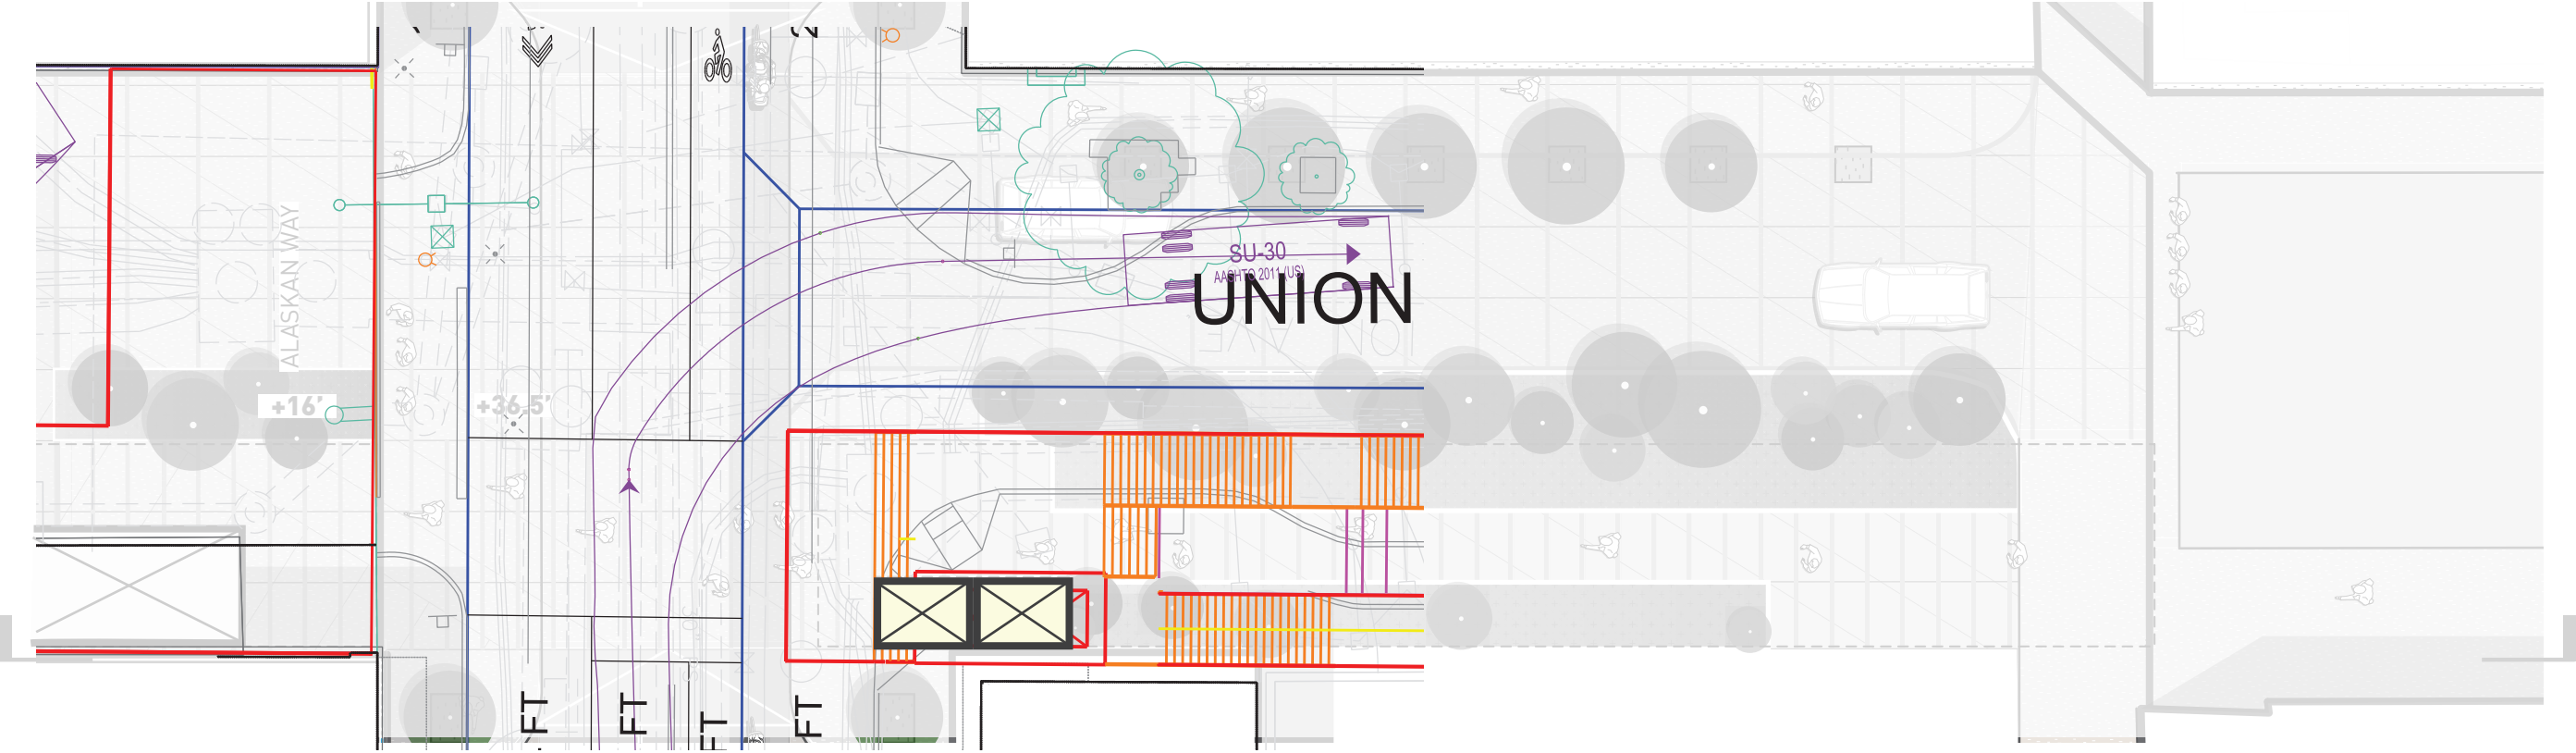 SU-30
AASHTO 2011 (US)
UNION
ALASKAN WAY
+16'
+36.5'
FT
FT
FT
FT